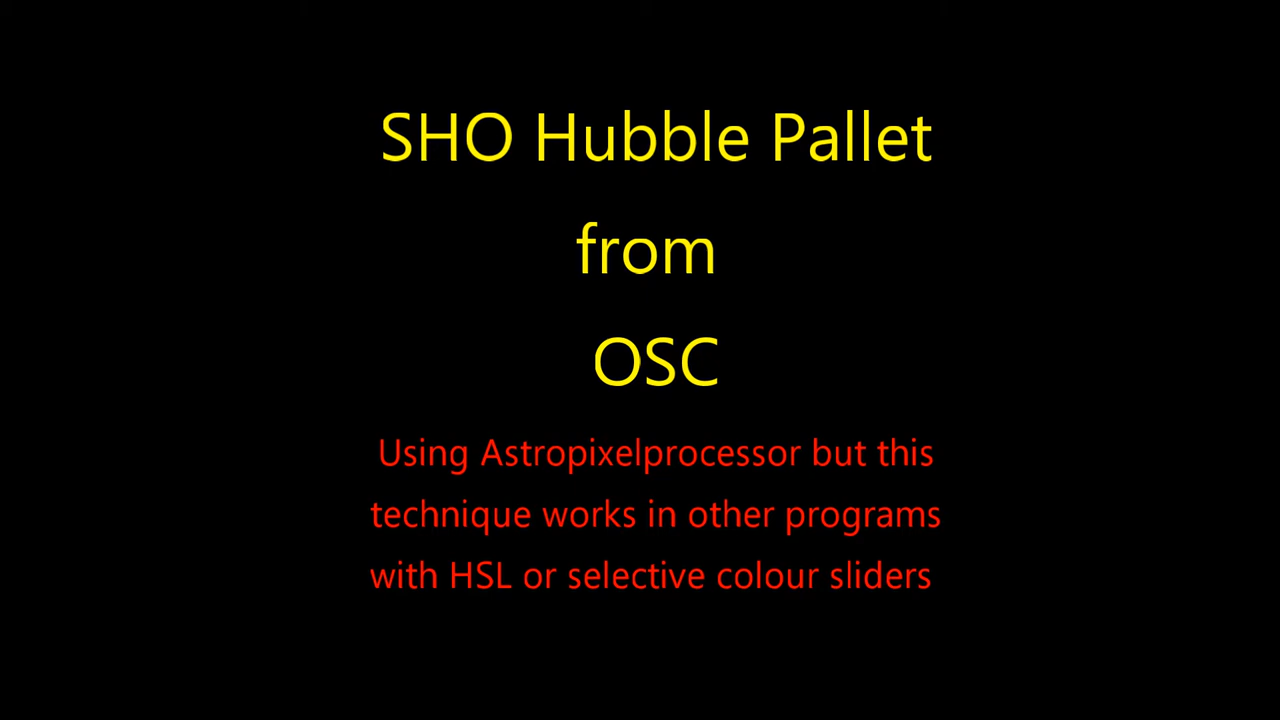 SHO Hubble Pallet
from
OSC
Using Astropixelprocessor but this
technique works in other programs
with HSL or selective colour sliders